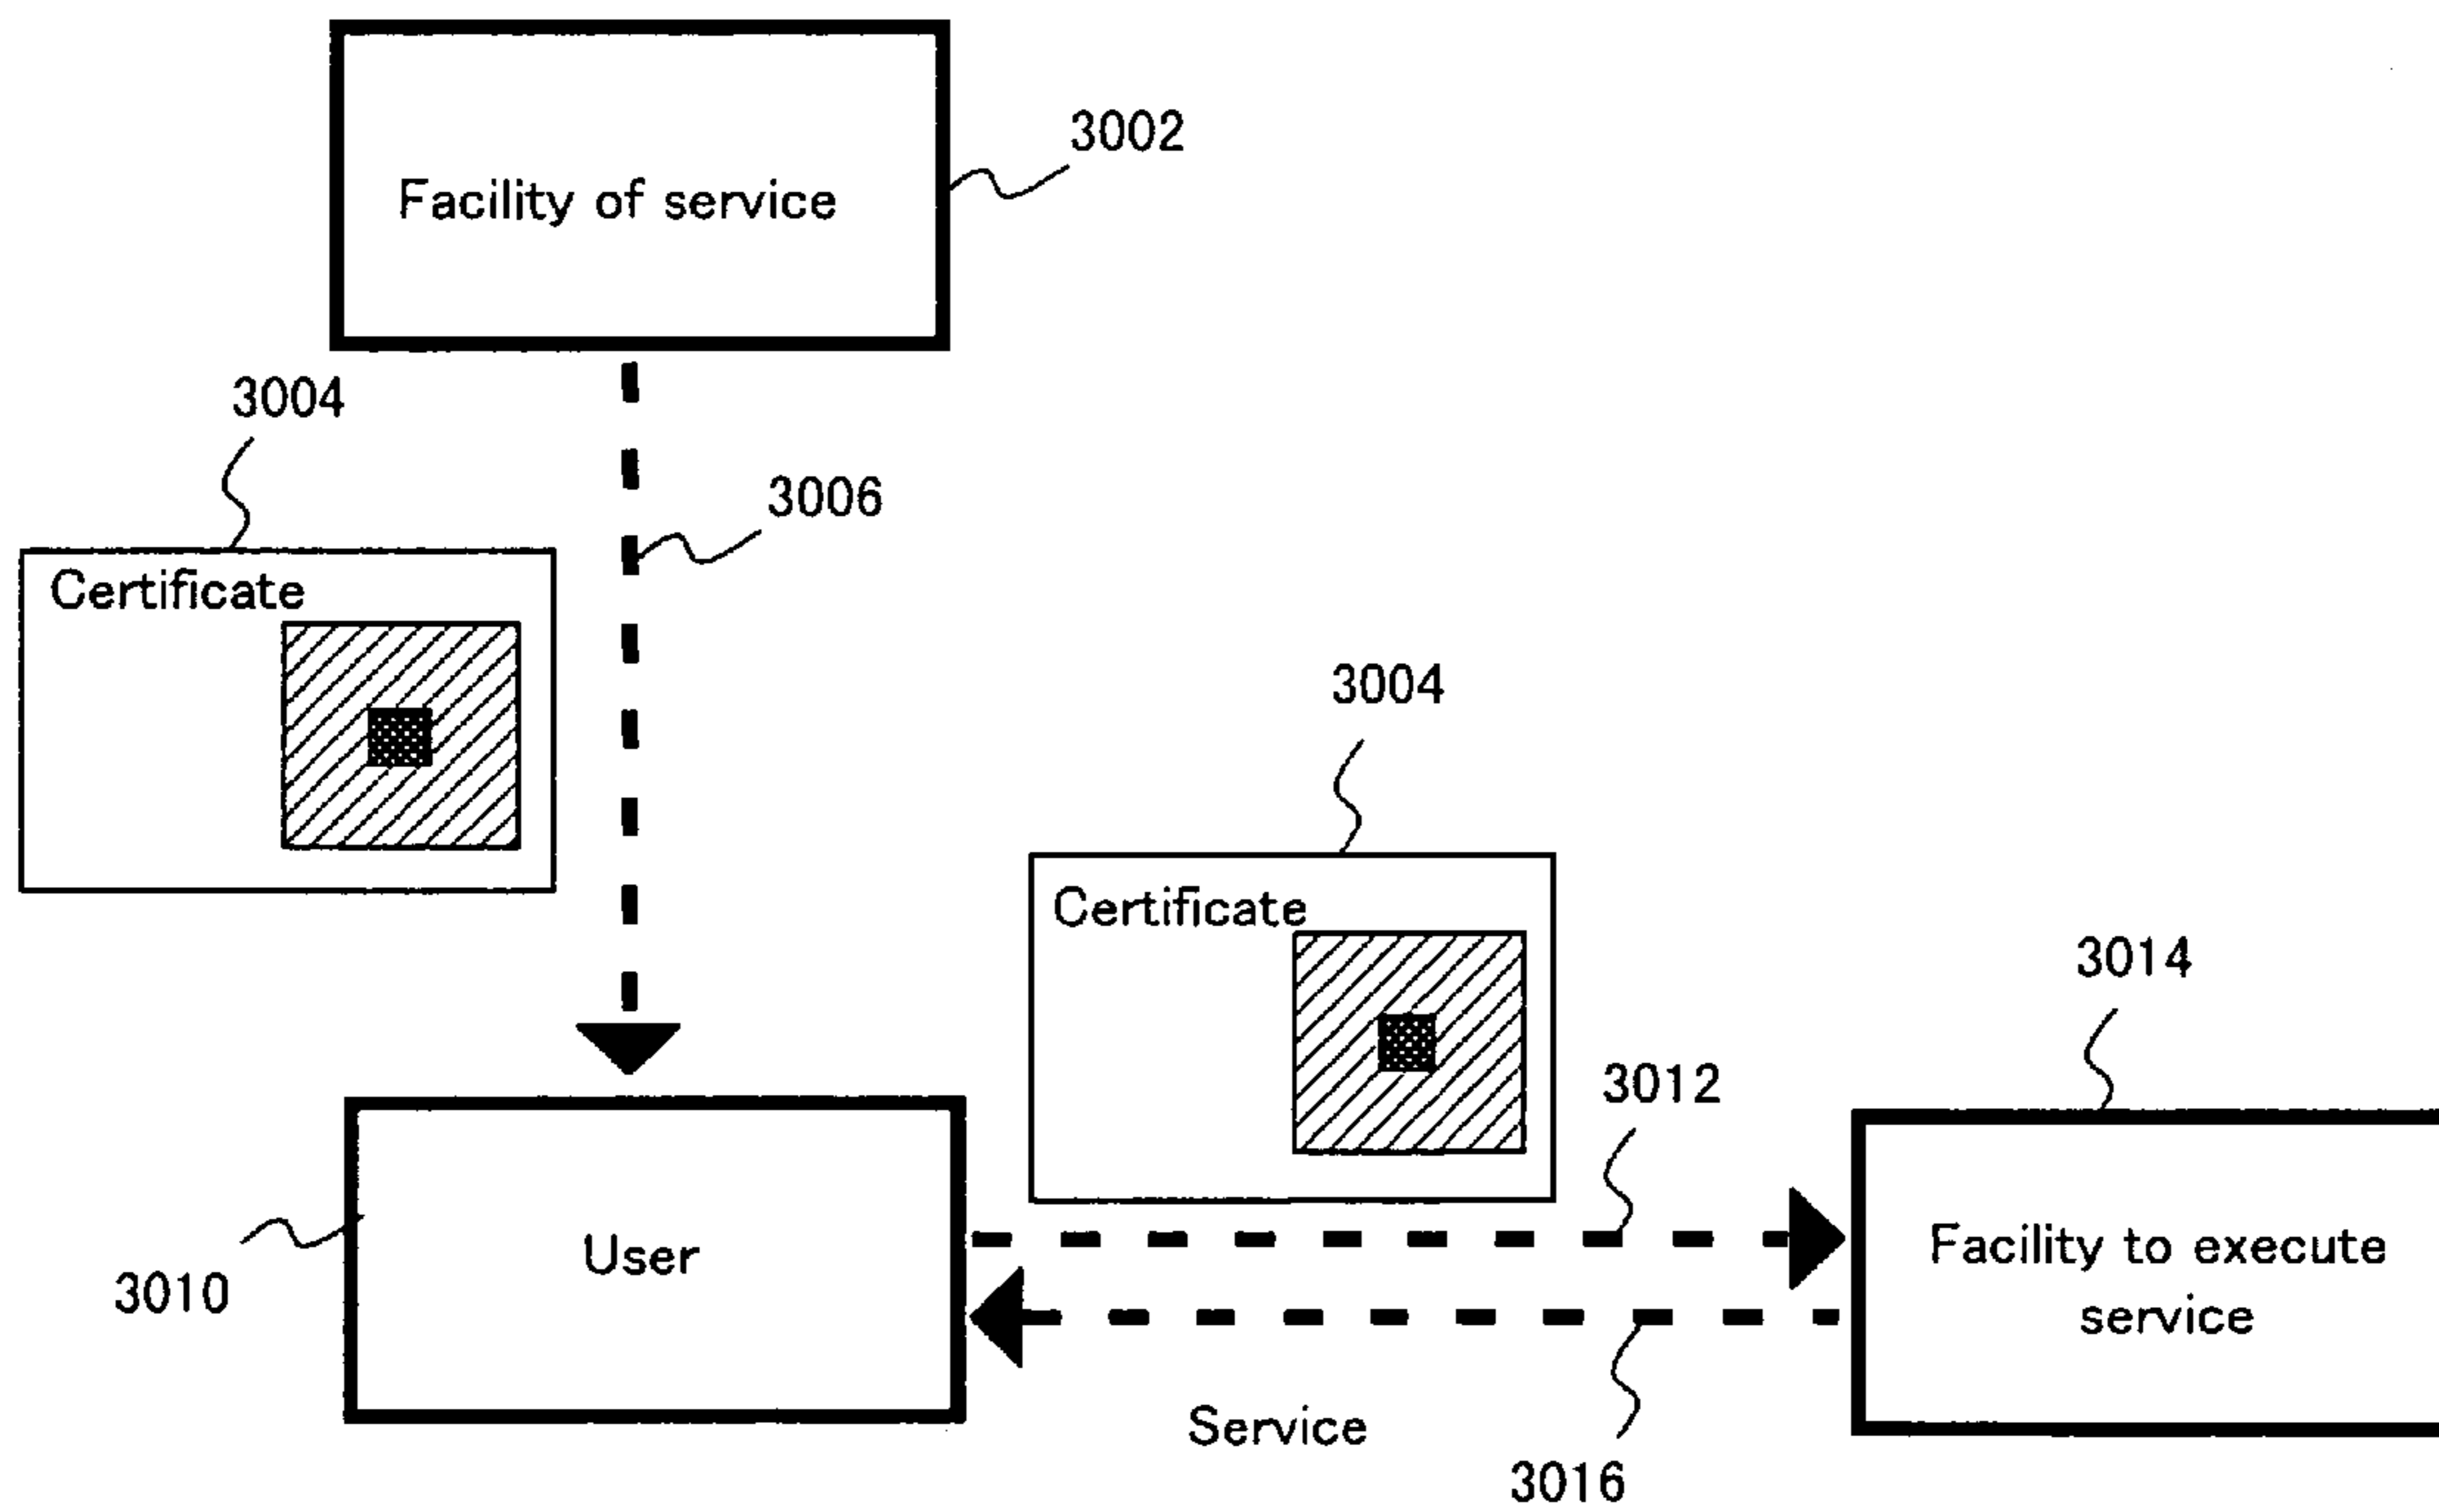 3002
Facility of service
3004
3006
Certificate
3004
Certificate
3014
3012
User
Facility to execute
service
3010
Service
3016